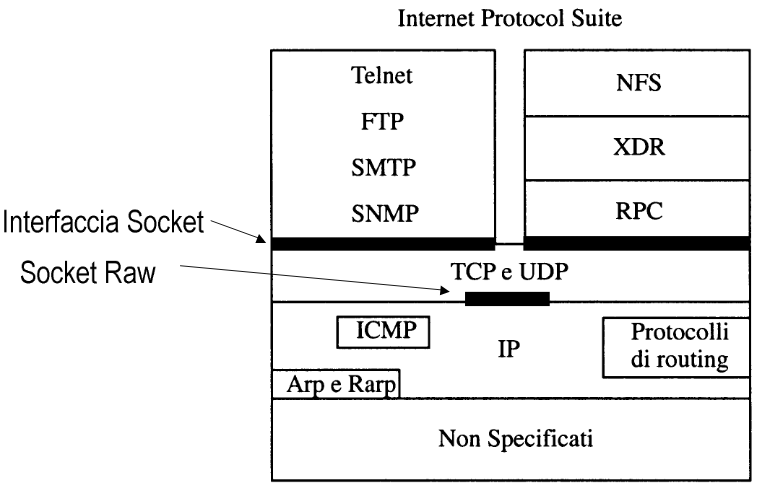 Internet Protocol Suite
Telnet
FTP
SMTP
SNMP
NFS
XDR
RPC
Interfaccia Socket
Socket Raw
TCP e UDP
ICMP
IP
Protocolli
di routing
Arp e Rarp
Non Specificati